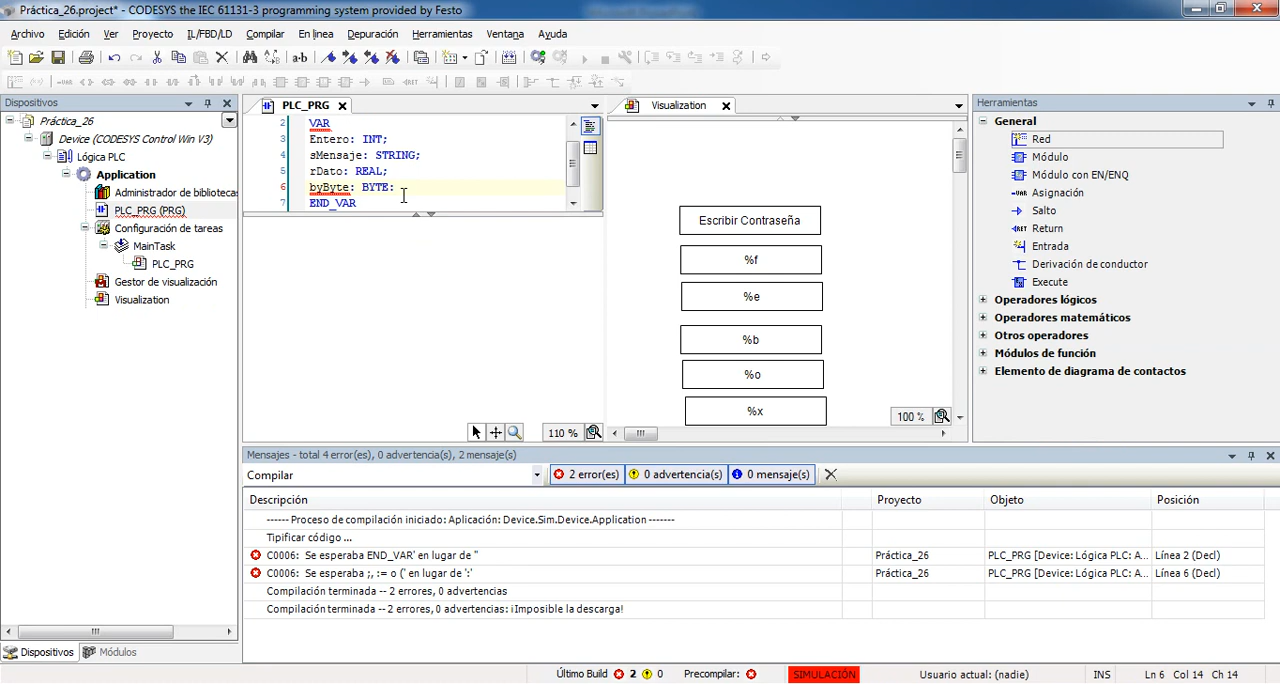 Práctica_26.project* - CODESYS the IEC 61131-3 programming system provided by Festo
Archivo Edición Ver Proyecto IL/FBD/LD Compilar En línea Depuración Herramientas Ventana Ayuda
Dispositivos
Práctica_26
Device (CODESYS Control Win V3)
Lógica PLC
Application
Administrador de bibliotecas
PLC_PRG (PRG)
Configuración de tareas
MainTask
PLC_PRG
Gestor de visualización
Visualization
Dispositivos Módulos
PLC_PRG
2 VAR
3 Entero: INT;
4 sMensaje: STRING;
5 rDato: REAL;
6 byByte: BYTE:
7 END_VAR
110 %
Visualization
Escribir Contraseña
%f
%e
%b
%o
%x
100 %
Herramientas
General
Red
Módulo
Módulo con EN/ENQ
Asignación
Salto
Return
Entrada
Derivación de conductor
Execute
Operadores lógicos
Operadores matemáticos
Otros operadores
Módulos de función
Elemento de diagrama de contactos
Mensajes - total 4 error(es), 0 advertencia(s), 2 mensaje(s)
Compilar 2 error(es) 0 advertencia(s) 0 mensaje(s)
Descripción Proyecto Objeto Posición
------ Proceso de compilación iniciado: Aplicación: Device.Sim.Device.Application -------
Tipificar código ...
C0006: Se esperaba END_VAR' en lugar de '' Práctica_26 PLC_PRG [Device: Lógica PLC: A... Línea 2 (Decl)
C0006: Se esperaba ;, := o (' en lugar de ':' Práctica_26 PLC_PRG [Device: Lógica PLC: A... Línea 6 (Decl)
Compilación terminada -- 2 errores, 0 advertencias
Compilación terminada -- 2 errores, 0 advertencias: ¡Imposible la descarga!
Último Build 2 0 Precompilar: SIMULACIÓN Usuario actual: (nadie) INS Ln 6 Col 14 Ch 14